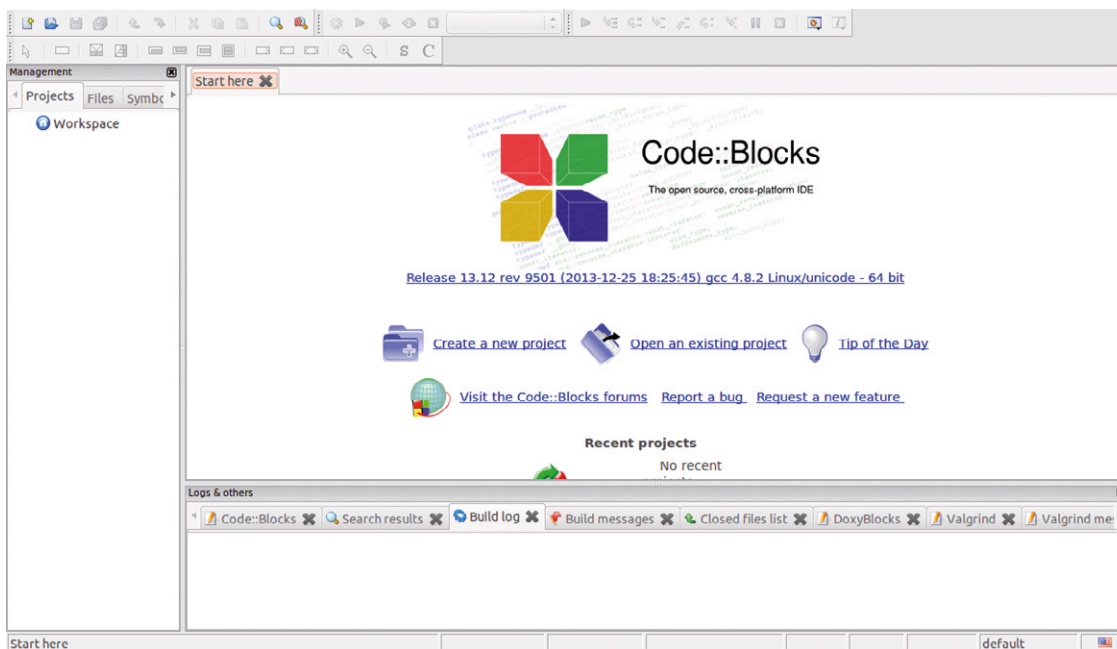 S C
Management
Projects Files Symbo
Workspace
Start here
Code::Blocks
The open source, cross-platform IDE
Release 13.12 rev 9501 (2013-12-25 18:25:45) gcc 4.8.2 Linux/unicode - 64 bit
Create a new project Open an existing project Tip of the Day
Visit the Code::Blocks forums Report a bug Request a new feature
Recent projects
No recent
Logs & others
Code::Blocks Search results Build log Build messages Closed files list DoxyBlocks Valgrind Valgrind me
Start here default